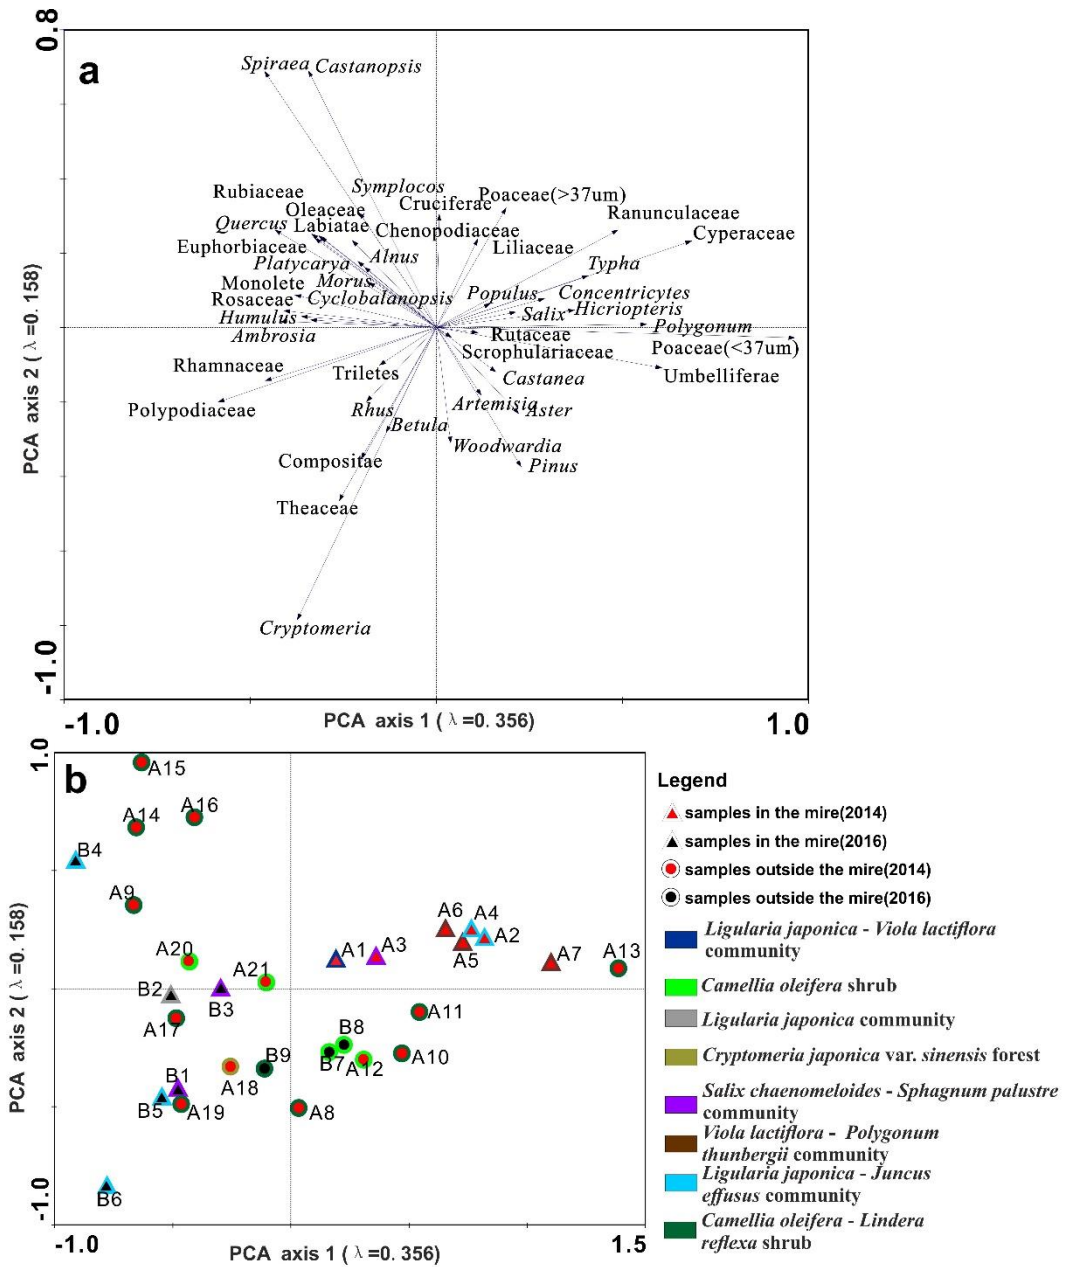 0.8
a
Spiraea Castanopsis
Symplocos
Rubiaceae
Poaceae(>37um)
Cruciferae
Oleaceae
Ranunculaceae
Quercus
Labiatae
Chenopodiaceae
Cyperaceae
Euphorbiaceae
Liliaceae
Alnus
Platycarya
Typha
Monolete
Morus
Populus
Concentricytes
Rosaceae
Cyclobalanopsis
Salix
Hicriopteris
Humulus
Polygonum
Ambrosia
Rutaceae
Scrophulariaceae
Poaceae(<37um)
Rhamnaceae
Triletes
Castanea
Umbelliferae
Polypodiaceae
Rhus
Artemisia
Aster
Betula
Woodwardia
Compositae
Pinus
Theaceae
Cryptomeria
PCA axis 2 ( λ=0. 158)
-1.0
-1.0
PCA axis 1 ( λ=0. 356)
1.0
1.0
b
A15
A14
A16
B4
A9
A6
A4
A5
A2
A20
A21
A1
A3
A7
A13
B2
B3
A17
A11
B8
B7
A12
A10
B9
A18
B1
B5
A19
A8
B6
PCA axis 2 ( λ=0. 158)
-1.0
-1.0
PCA axis 1 ( λ=0. 356)
1.5
Legend
samples in the mire(2014)
samples in the mire(2016)
samples outside the mire(2014)
samples outside the mire(2016)
Ligularia japonica - Viola lactiflora
community
Camellia oleifera shrub
Ligularia japonica community
Cryptomeria japonica var. sinensis forest
Salix chaenomeloides - Sphagnum palustre
community
Viola lactiflora - Polygonum
thunbergii community
Ligularia japonica - Juncus
effusus community
Camellia oleifera - Lindera
reflexa shrub